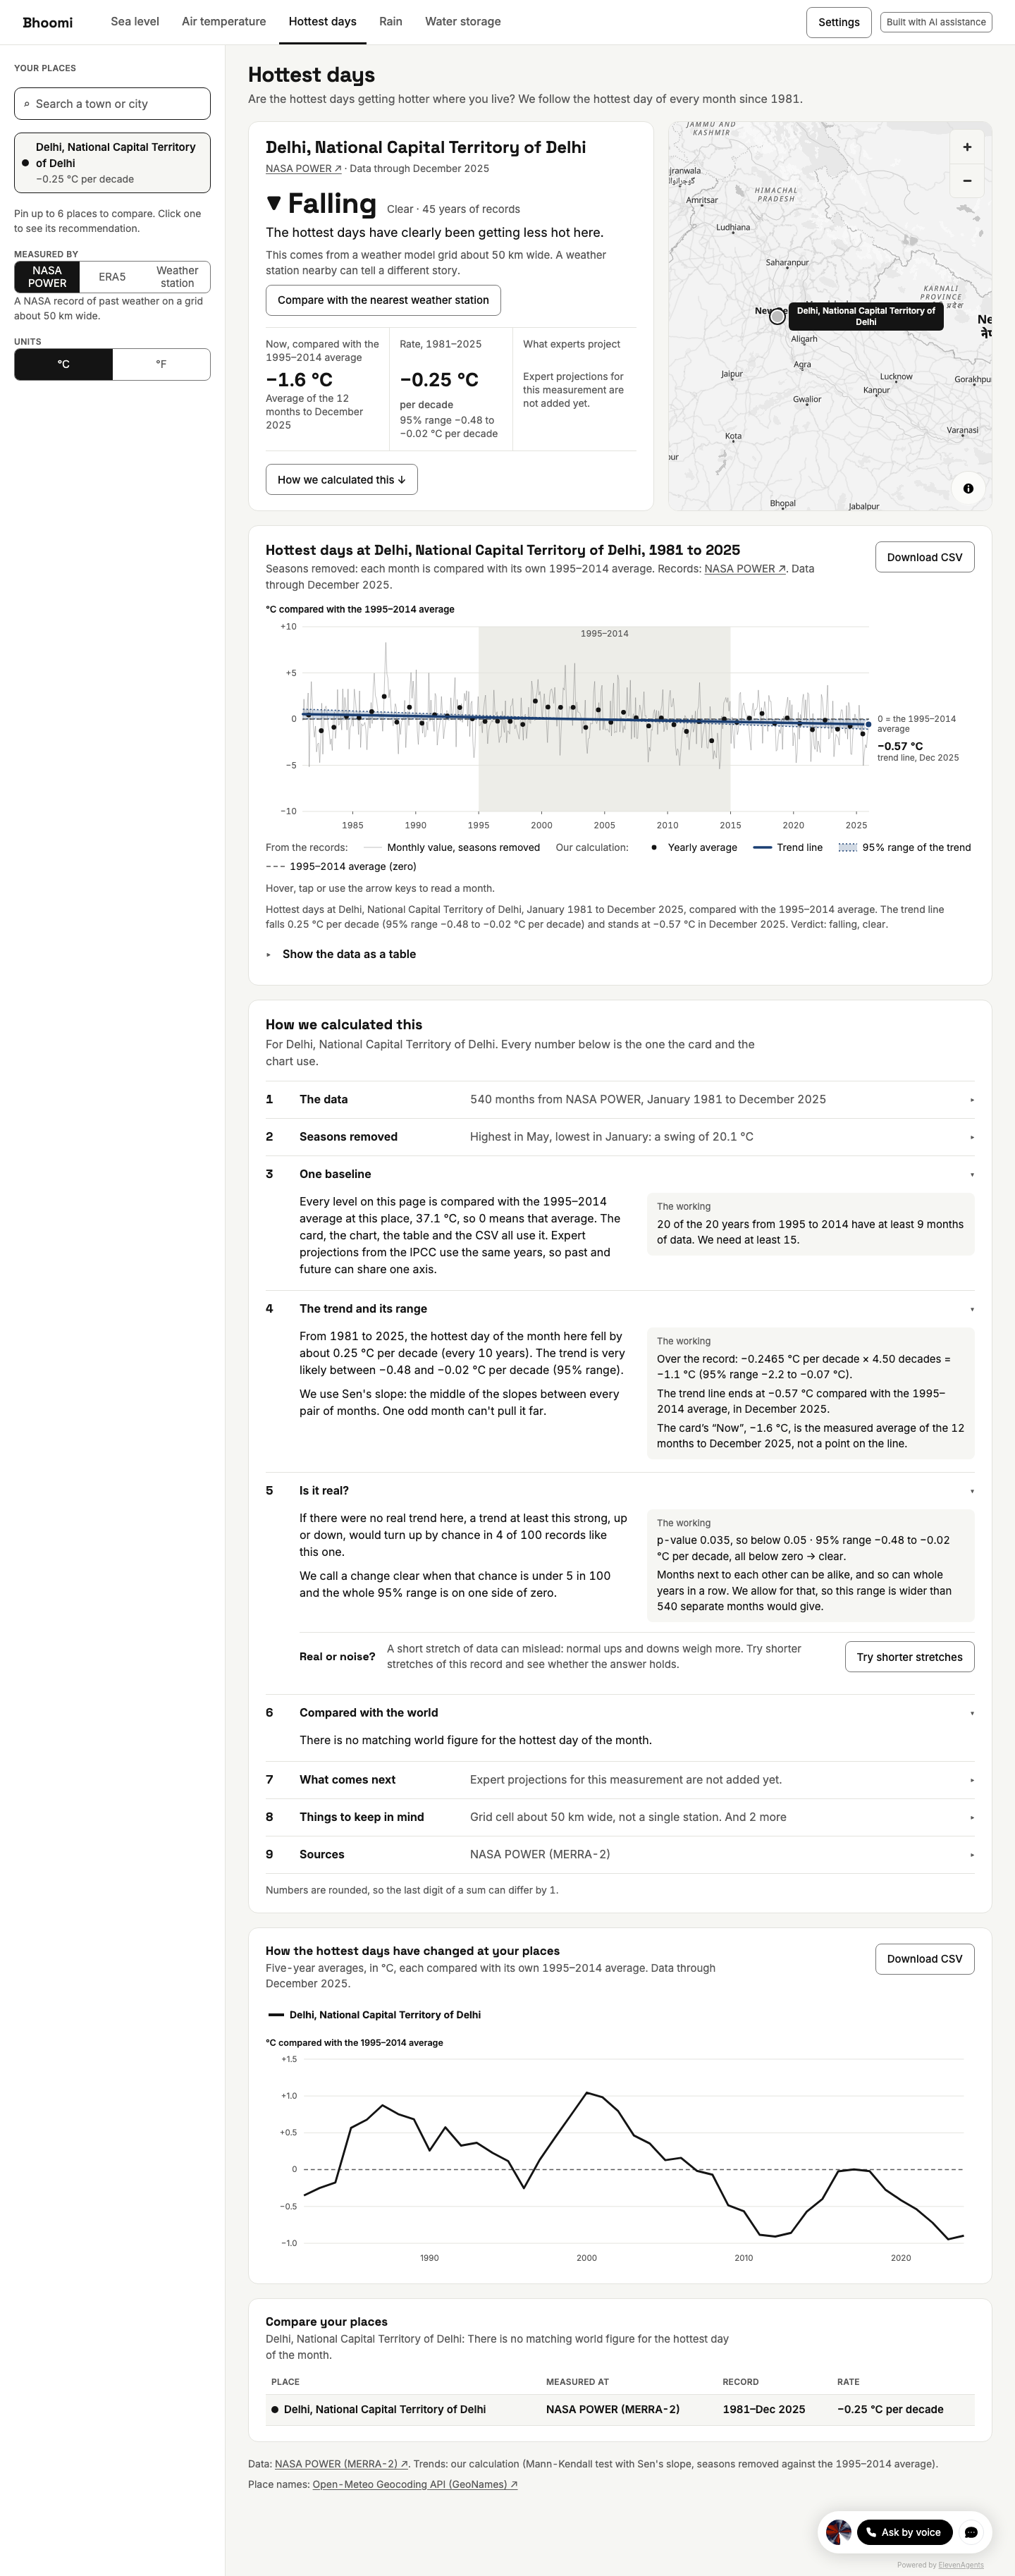 Bhoomi
Sea level
Air temperature
Hottest days
Rain
Water storage
Settings
Built with AI assistance
YOUR PLACES
Search a town or city
Delhi, National Capital Territory
of Delhi
−0.25 °C per decade
Pin up to 6 places to compare. Click one
to see its recommendation.
MEASURED BY
NASA
POWER
ERA5
Weather
station
A NASA record of past weather on a grid
about 50 km wide.
UNITS
°C
°F
Hottest days
Are the hottest days getting hotter where you live? We follow the hottest day of every month since 1981.
Delhi, National Capital Territory of Delhi
NASA POWER ↗ · Data through December 2025
▼ Falling
Clear · 45 years of records
The hottest days have clearly been getting less hot here.
This comes from a weather model grid about 50 km wide. A weather
station nearby can tell a different story.
Compare with the nearest weather station
Now, compared with the
1995–2014 average
−1.6 °C
Average of the 12
months to December
2025
Rate, 1981–2025
−0.25 °C
per decade
95% range −0.48 to
−0.02 °C per decade
What experts project
Expert projections for
this measurement are
not added yet.
How we calculated this ↓
JAMMU AND
KASHMIR
jranwala
Amritsar
HIMACHAL
PRADESH
Ludhiana
Saharanpur
KARNALI
PROVINCE
Delhi, National Capital Territory of
Delhi
Ne
Aligarh
Jaipur
Agra
Lucknow
Gorakhpu
Kanpur
Gwalior
Kota
Varanasi
pur
Bhopal
Jabalpur
+
−
Hottest days at Delhi, National Capital Territory of Delhi, 1981 to 2025
Seasons removed: each month is compared with its own 1995–2014 average. Records: NASA POWER ↗. Data
through December 2025.
Download CSV
°C compared with the 1995–2014 average
+10
+5
0
−5
−10
1995–2014
0 = the 1995–2014
average
−0.57 °C
trend line, Dec 2025
1985
1990
1995
2000
2005
2010
2015
2020
2025
From the records:
Monthly value, seasons removed
Our calculation:
Yearly average
Trend line
95% range of the trend
1995–2014 average (zero)
Hover, tap or use the arrow keys to read a month.
Hottest days at Delhi, National Capital Territory of Delhi, January 1981 to December 2025, compared with the 1995–2014 average. The trend line
falls 0.25 °C per decade (95% range −0.48 to −0.02 °C per decade) and stands at −0.57 °C in December 2025. Verdict: falling, clear.
Show the data as a table
How we calculated this
For Delhi, National Capital Territory of Delhi. Every number below is the one the card and the
chart use.
1 The data 540 months from NASA POWER, January 1981 to December 2025
2 Seasons removed Highest in May, lowest in January: a swing of 20.1 °C
3 One baseline
Every level on this page is compared with the 1995–2014
average at this place, 37.1 °C, so 0 means that average. The
card, the chart, the table and the CSV all use it. Expert
projections from the IPCC use the same years, so past and
future can share one axis.
The working
20 of the 20 years from 1995 to 2014 have at least 9 months
of data. We need at least 15.
4 The trend and its range
From 1981 to 2025, the hottest day of the month here fell by
about 0.25 °C per decade (every 10 years). The trend is very
likely between −0.48 and −0.02 °C per decade (95% range).
We use Sen's slope: the middle of the slopes between every
pair of months. One odd month can't pull it far.
The working
Over the record: −0.2465 °C per decade × 4.50 decades =
−1.1 °C (95% range −2.2 to −0.07 °C).
The trend line ends at −0.57 °C compared with the 1995–
2014 average, in December 2025.
The card's “Now”, −1.6 °C, is the measured average of the 12
months to December 2025, not a point on the line.
5 Is it real?
If there were no real trend here, a trend at least this strong, up
or down, would turn up by chance in 4 of 100 records like
this one.
We call a change clear when that chance is under 5 in 100
and the whole 95% range is on one side of zero.
The working
p-value 0.035, so below 0.05 · 95% range −0.48 to −0.02
°C per decade, all below zero → clear.
Months next to each other can be alike, and so can whole
years in a row. We allow for that, so this range is wider than
540 separate months would give.
Real or noise?
A short stretch of data can mislead: normal ups and downs weigh more. Try shorter
stretches of this record and see whether the answer holds.
Try shorter stretches
6 Compared with the world
There is no matching world figure for the hottest day of the month.
7 What comes next Expert projections for this measurement are not added yet.
8 Things to keep in mind Grid cell about 50 km wide, not a single station. And 2 more
9 Sources NASA POWER (MERRA-2)
Numbers are rounded, so the last digit of a sum can differ by 1.
How the hottest days have changed at your places
Five-year averages, in °C, each compared with its own 1995–2014 average. Data through
December 2025.
Download CSV
Delhi, National Capital Territory of Delhi
°C compared with the 1995–2014 average
+1.5
+1.0
+0.5
0
−0.5
−1.0
1990
2000
2010
2020
Compare your places
Delhi, National Capital Territory of Delhi: There is no matching world figure for the hottest day
of the month.
PLACE MEASURED AT RECORD RATE
Delhi, National Capital Territory of Delhi NASA POWER (MERRA-2) 1981–Dec 2025 −0.25 °C per decade
Data: NASA POWER (MERRA-2) ↗. Trends: our calculation (Mann-Kendall test with Sen's slope, seasons removed against the 1995–2014 average).
Place names: Open-Meteo Geocoding API (GeoNames) ↗
Ask by voice
Powered by ElevenAgents